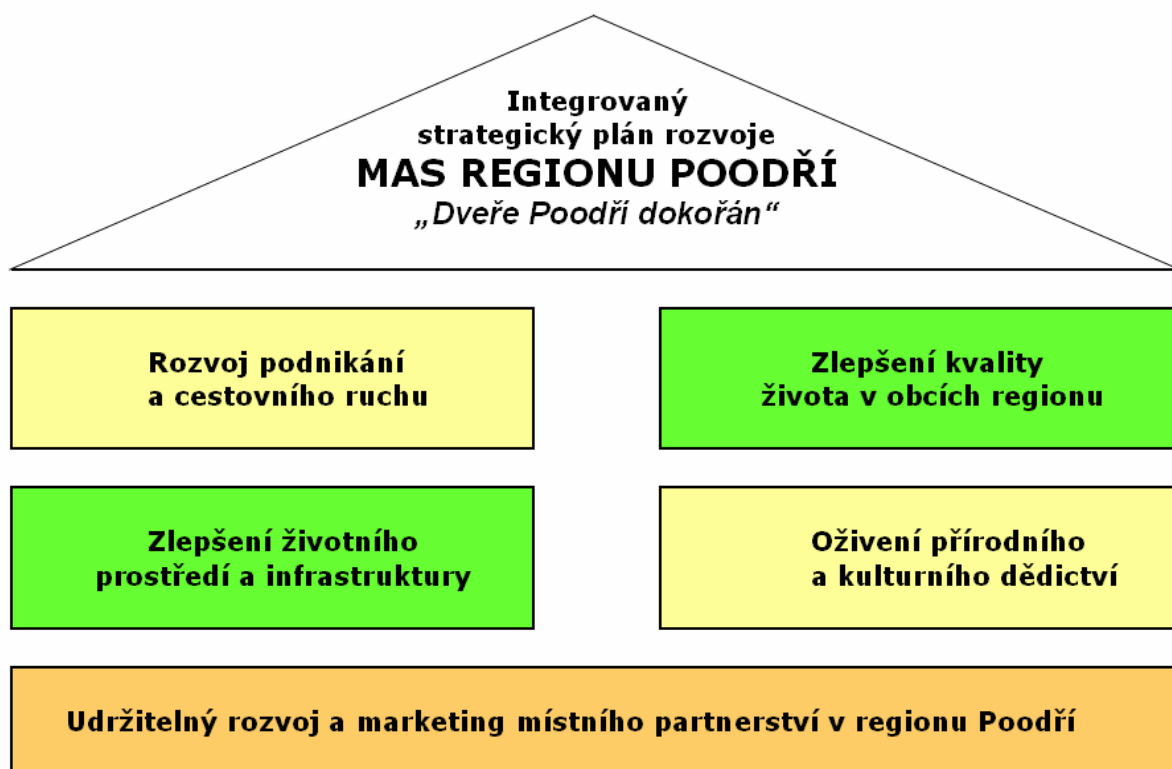 Integrovaný
strategický plán rozvoje
MAS REGIONU POODŘÍ
„Dveře Poodří dokořán“
Rozvoj podnikání
a cestovního ruchu
Zlepšení kvality
života v obcích regionu
Zlepšení životního
prostředí a infrastruktury
Oživení přírodního
a kulturního dědictví
Udržitelný rozvoj a marketing místního partnerství v regionu Poodří